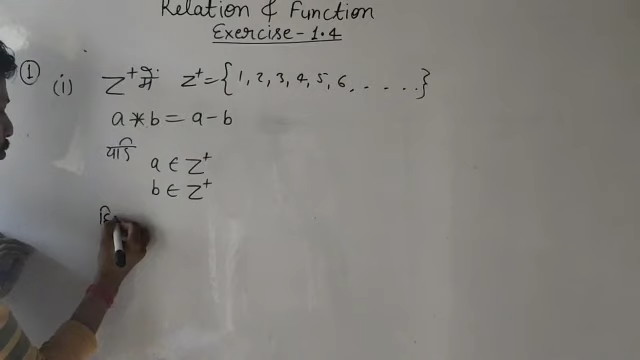 Relation & Function
Exercise - 1.4
① (i) Z⁺ में Z⁺ = { 1, 2, 3, 4, 5, 6, . . . . . . }
a * b = a - b
यदि a ∈ Z⁺
b ∈ Z⁺